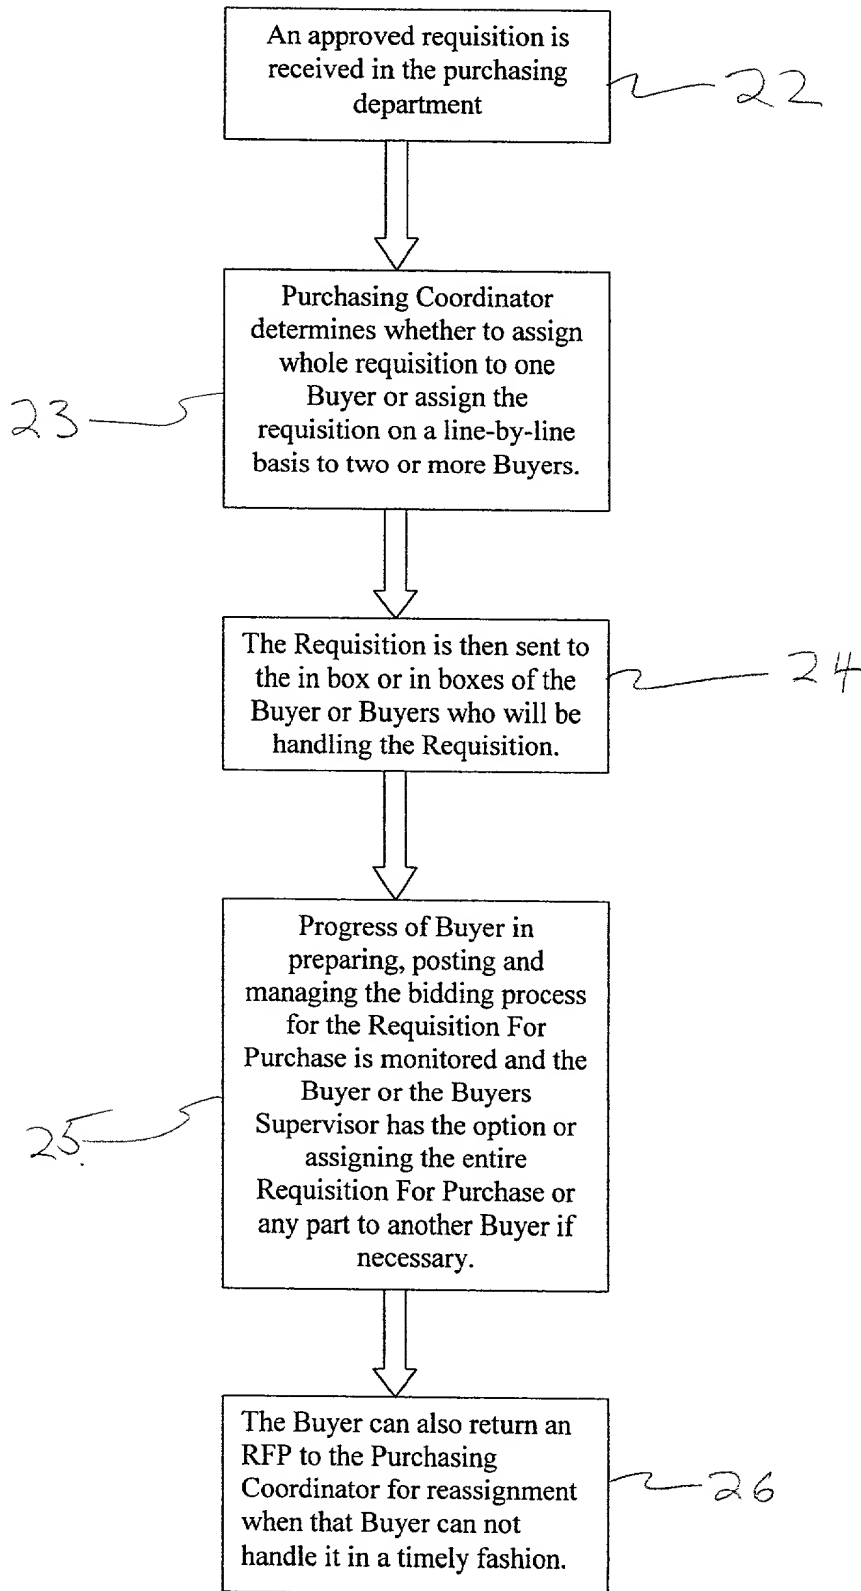 An approved requisition is
received in the purchasing
department
22
Purchasing Coordinator
determines whether to assign
whole requisition to one
Buyer or assign the
requisition on a line-by-line
basis to two or more Buyers.
23
The Requisition is then sent to
the in box or in boxes of the
Buyer or Buyers who will be
handling the Requisition.
24
Progress of Buyer in
preparing, posting and
managing the bidding process
for the Requisition For
Purchase is monitored and the
Buyer or the Buyers
Supervisor has the option or
assigning the entire
Requisition For Purchase or
any part to another Buyer if
necessary.
25
The Buyer can also return an
RFP to the Purchasing
Coordinator for reassignment
when that Buyer can not
handle it in a timely fashion.
26